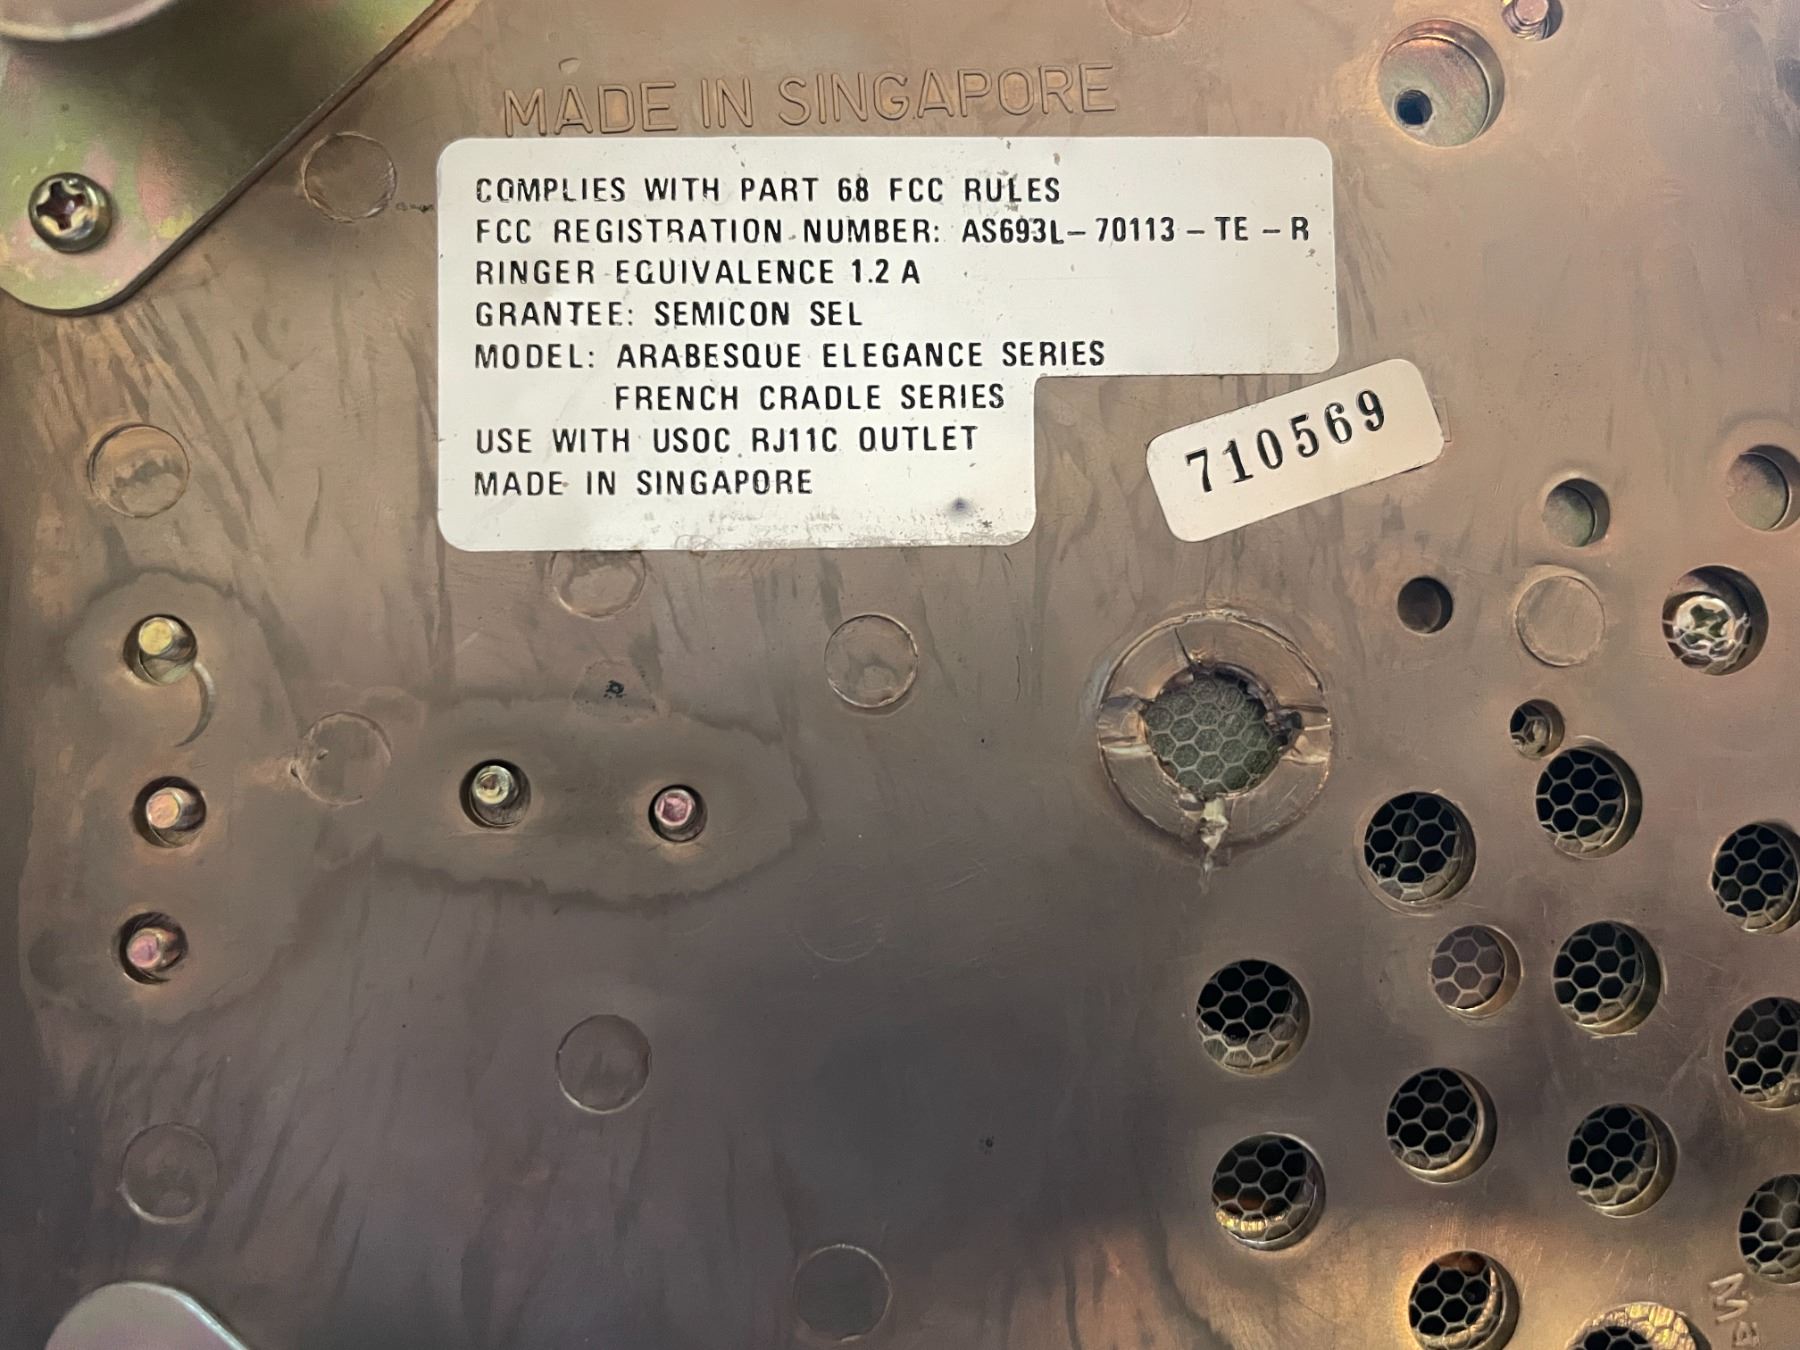 MADE IN SINGAPORE
COMPLIES WITH PART 68 FCC RULES
FCC REGISTRATION NUMBER: AS693L-70113-TE-R
RINGER EQUIVALENCE 1.2 A
GRANTEE: SEMICON SEL
MODEL: ARABESQUE ELEGANCE SERIES
FRENCH CRADLE SERIES
USE WITH USOC RJ11C OUTLET
MADE IN SINGAPORE
710569